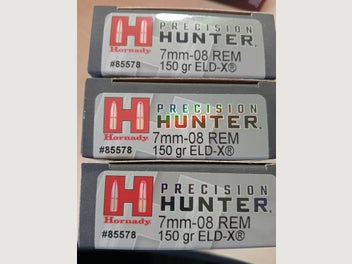 PRECISION
HUNTER.
Hornady
7mm-08 REM
#85578
150 gr ELD-X®
PRECISION
HUNTER.
Hornady
7mm-08 REM
#85578
150 gr ELD-X®
PRECISION
HUNTER.
Hornady
7mm-08 REM
#85578
150 gr ELD-X®